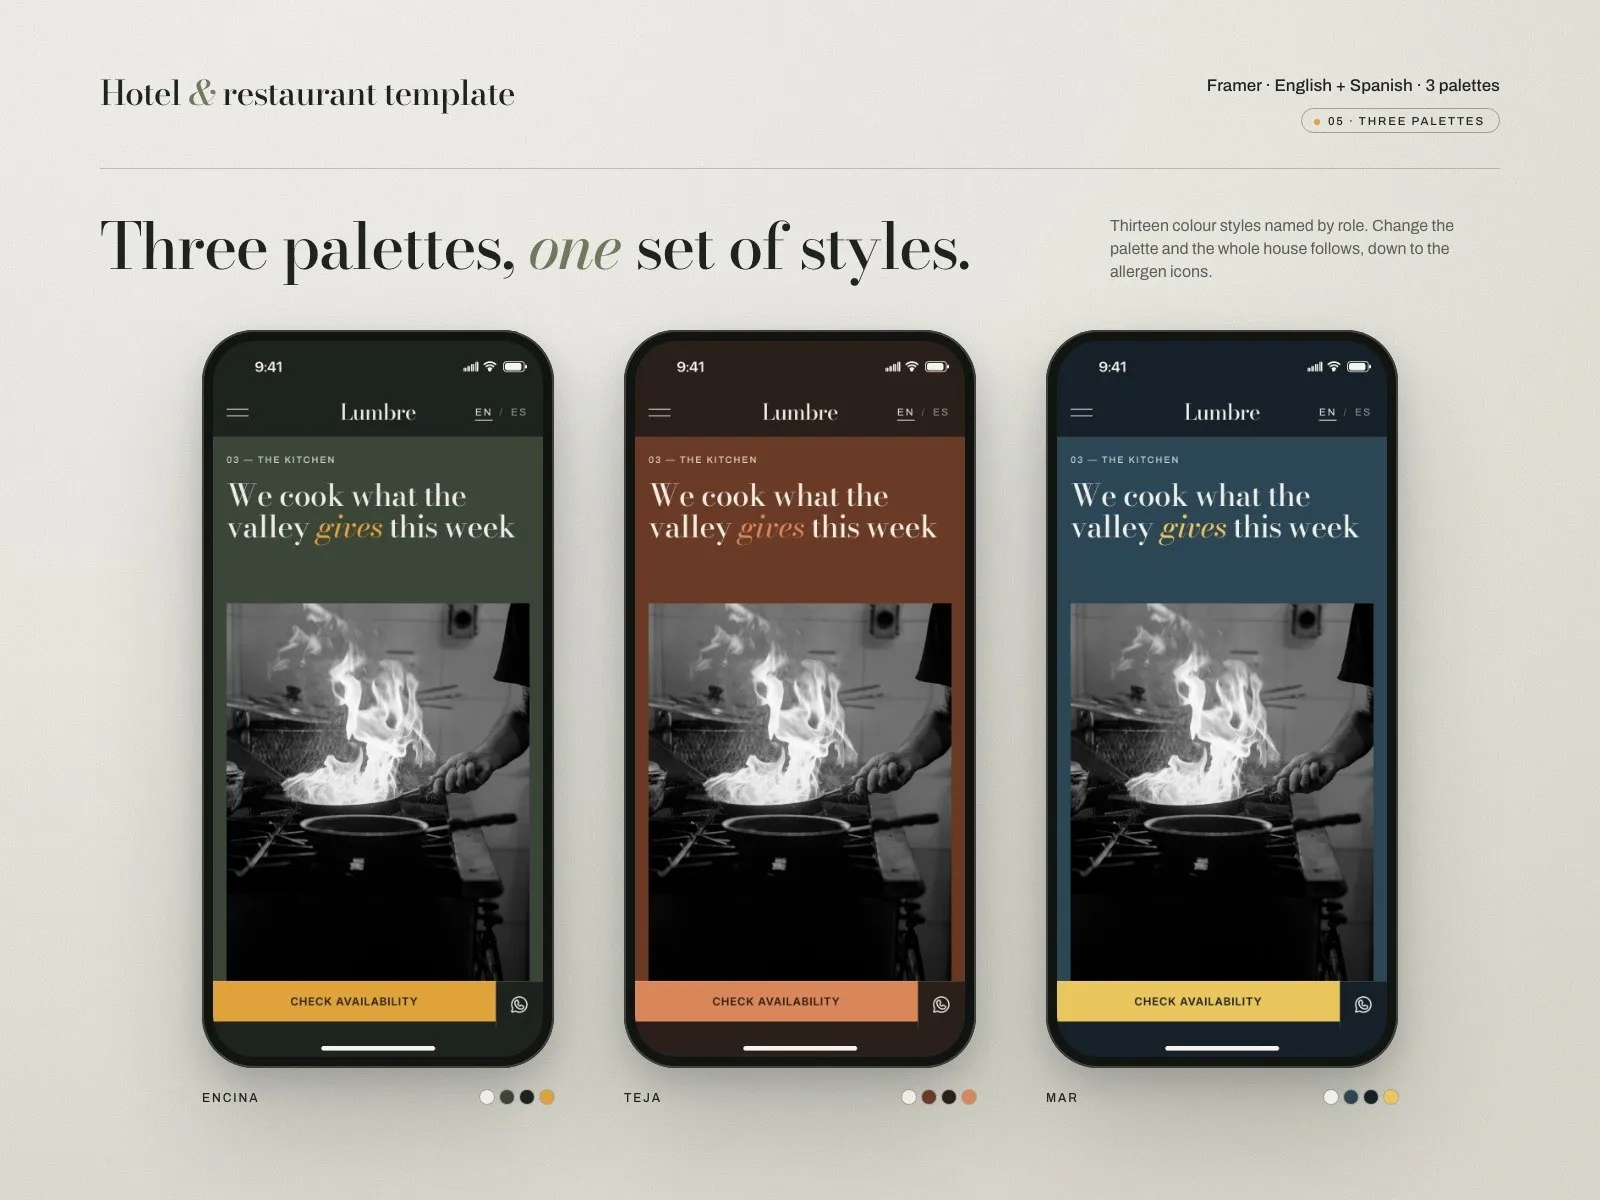 Hotel & restaurant template
Framer · English + Spanish · 3 palettes
05 · THREE PALETTES
Three palettes, one set of styles.
Thirteen colour styles named by role. Change the
palette and the whole house follows, down to the
allergen icons.
9:41
Lumbre
EN / ES
03 — THE KITCHEN
We cook what the
valley gives this week
CHECK AVAILABILITY
ENCINA
9:41
Lumbre
EN / ES
03 — THE KITCHEN
We cook what the
valley gives this week
CHECK AVAILABILITY
TEJA
9:41
Lumbre
EN / ES
03 — THE KITCHEN
We cook what the
valley gives this week
CHECK AVAILABILITY
MAR